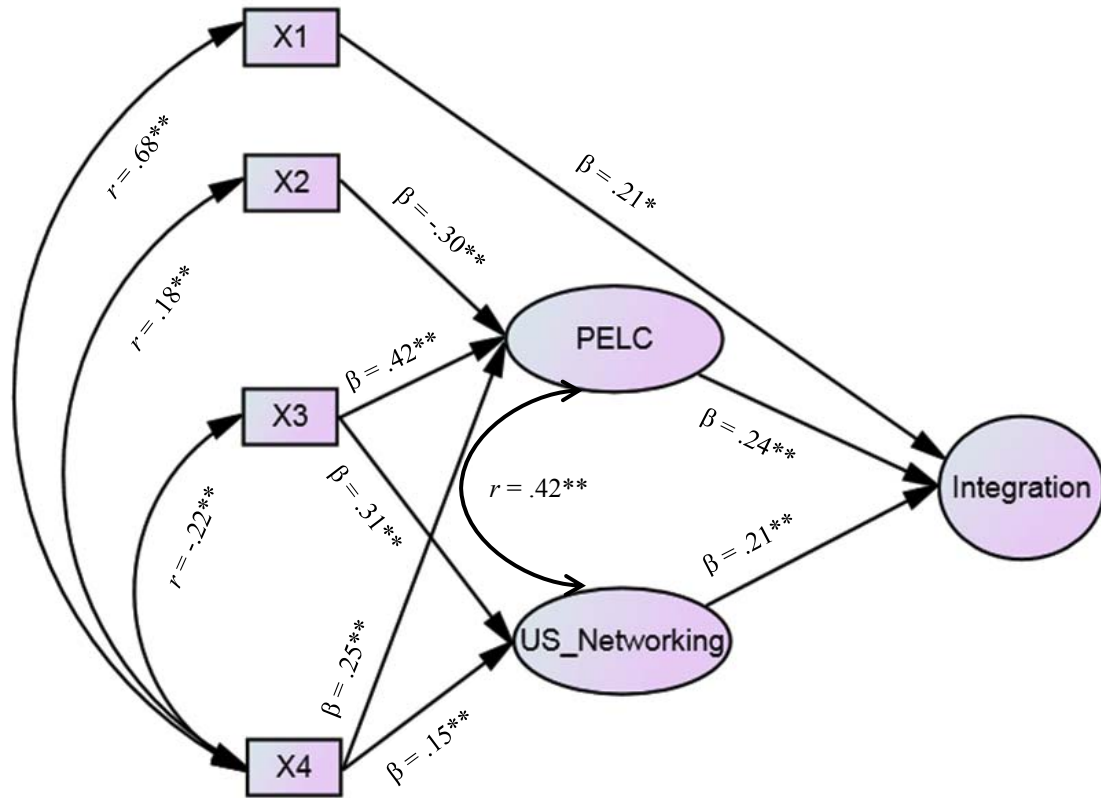 X1
r = .68**
β = .21*
X2
β = -.30**
r = .18**
PELC
β = .42**
X3
β = .24**
Integration
r = .42**
β = .31**
r = -.22**
β = .21**
US_Networking
β = .25**
β = .15**
X4